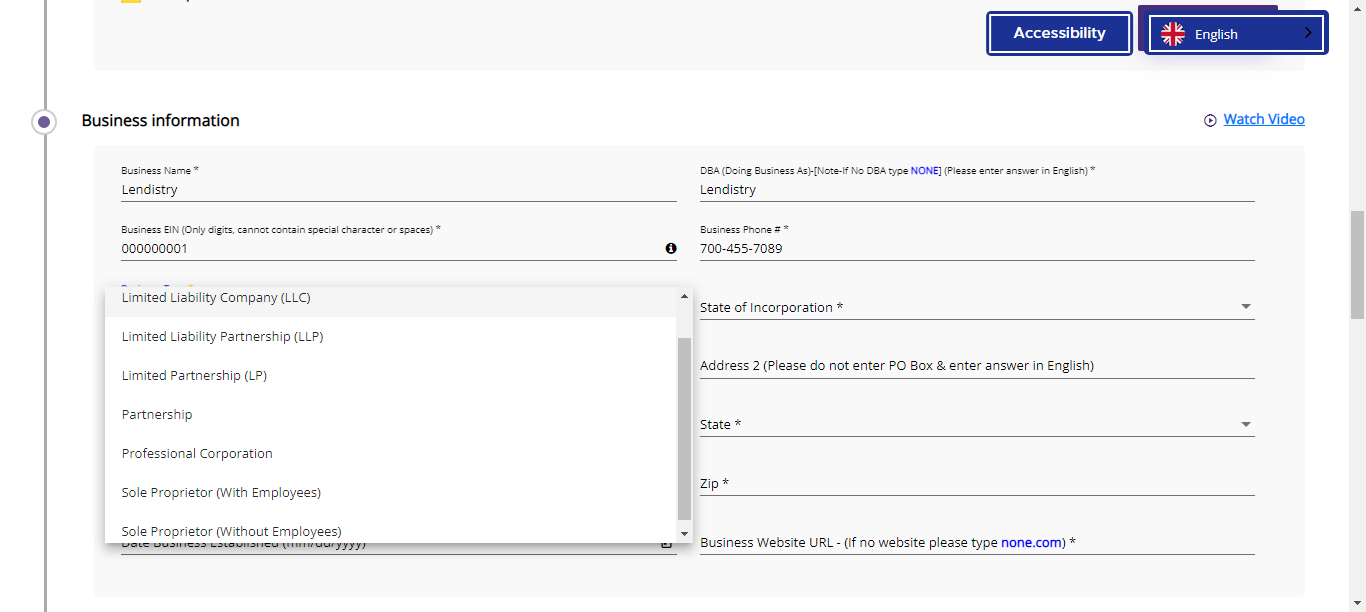 Accessibility
English
Business information
Watch Video
Business Name *
Lendistry
DBA (Doing Business As)-[Note-If No DBA type NONE] (Please enter answer in English) *
Lendistry
Business EIN (Only digits, cannot contain special character or spaces) *
000000001
Business Phone # *
700-455-7089
Limited Liability Company (LLC)
Limited Liability Partnership (LLP)
Limited Partnership (LP)
Partnership
Professional Corporation
Sole Proprietor (With Employees)
Sole Proprietor (Without Employees)
State of Incorporation *
Address 2 (Please do not enter PO Box & enter answer in English)
State *
Zip *
Date Business Established (mm/dd/yyyy)
Business Website URL - (If no website please type none.com) *